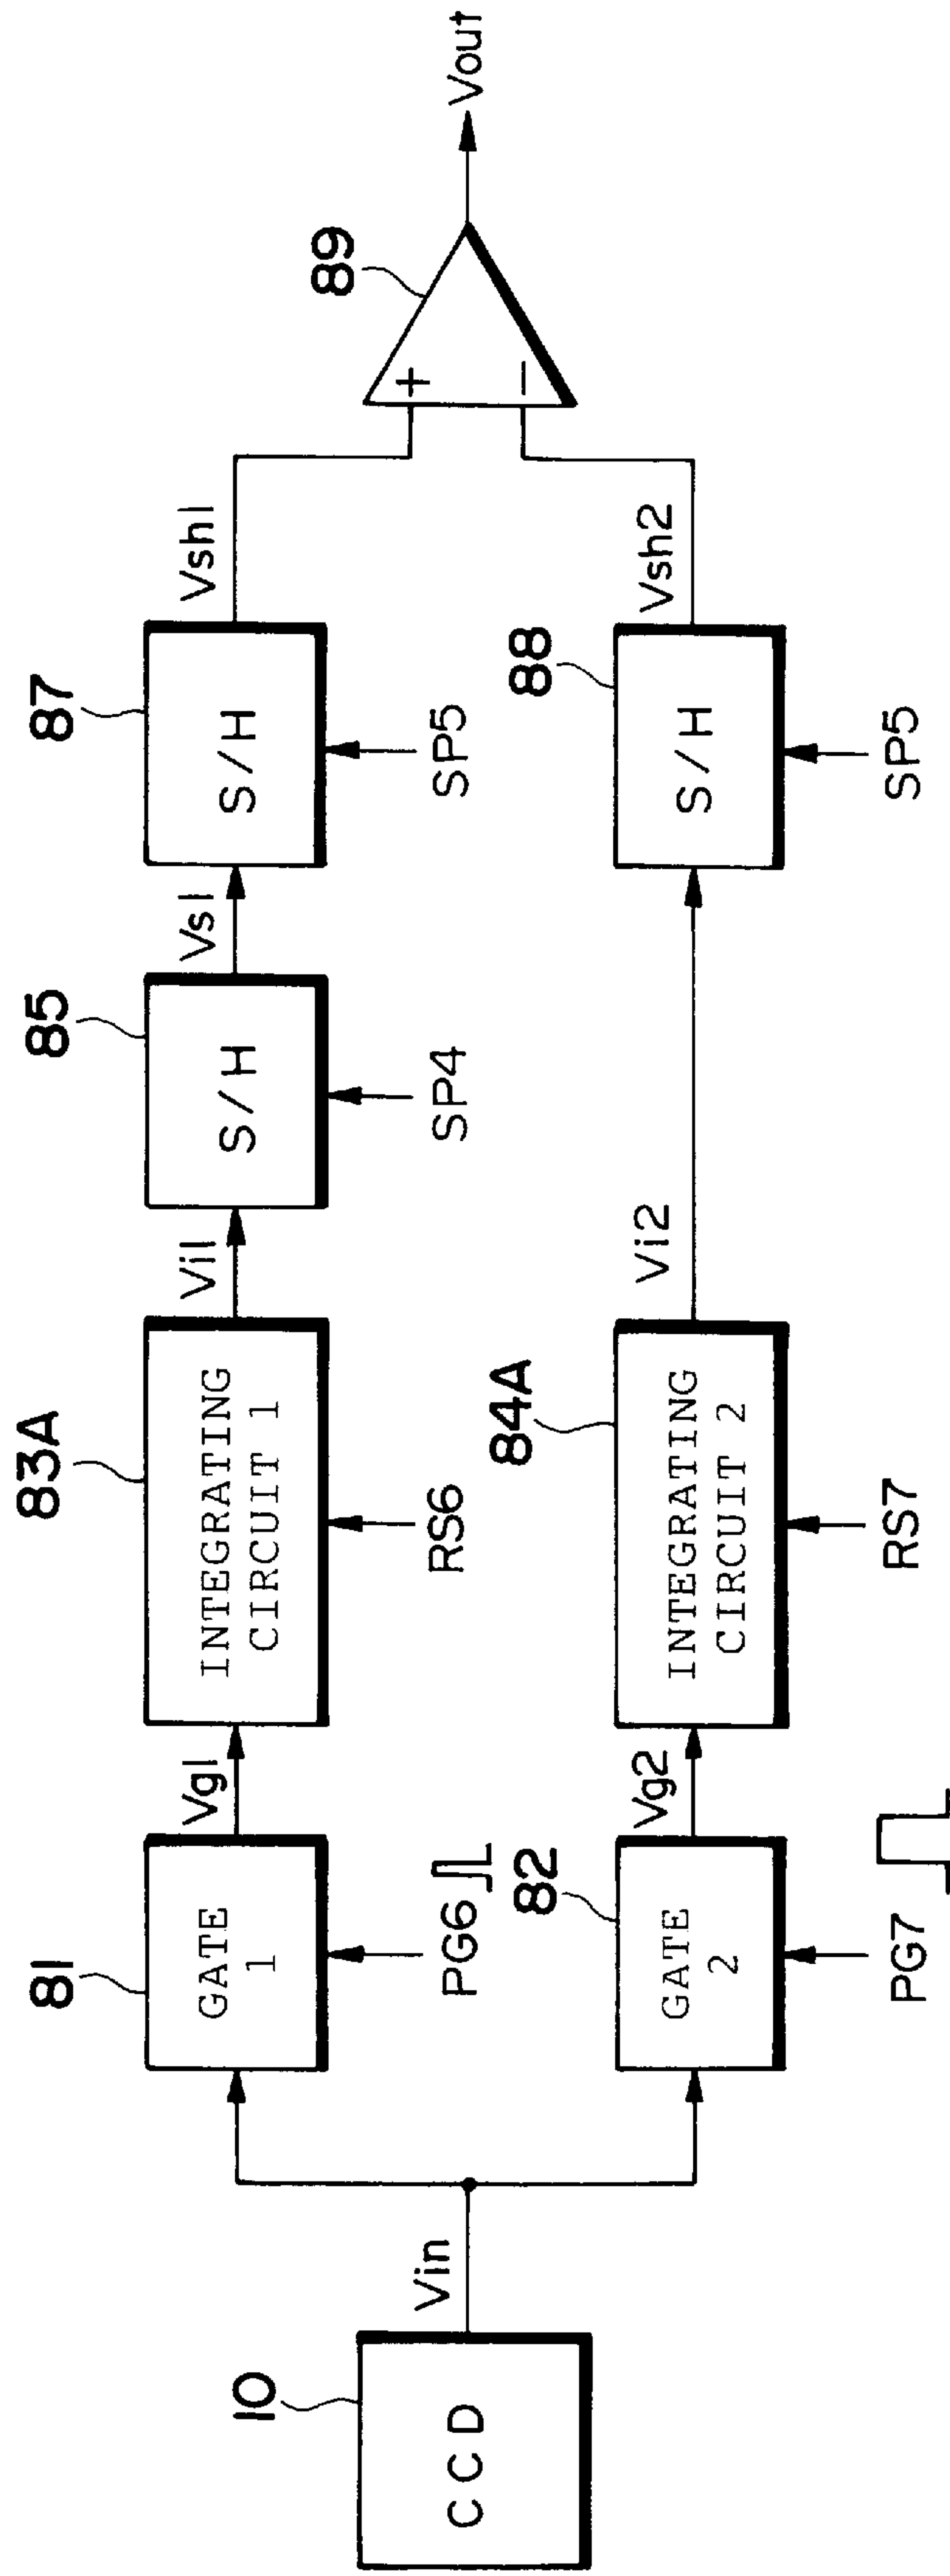 10
CCD
Vin
81
GATE
1
PG6
Vg1
83A
INTEGRATING
CIRCUIT 1
RS6
Vi1
85
S/H
SP4
Vs1
87
S/H
SP5
Vsh1
82
GATE
2
PG7
Vg2
84A
INTEGRATING
CIRCUIT 2
RS7
Vi2
88
S/H
SP5
Vsh2
89
+
−
Vout